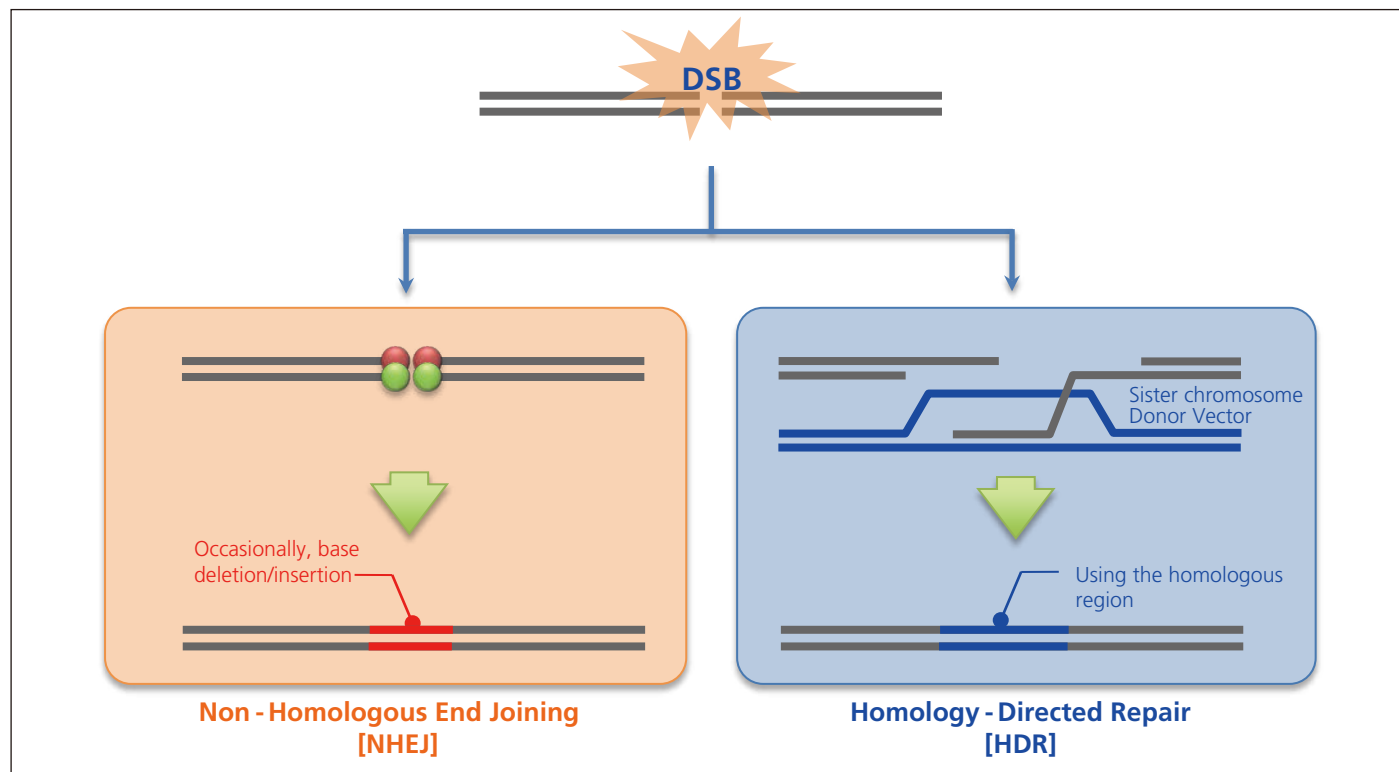 DSB
Sister chromosome
Donor Vector
Occasionally, base
deletion/insertion
Using the homologous
region
Non - Homologous End Joining
[NHEJ]
Homology - Directed Repair
[HDR]